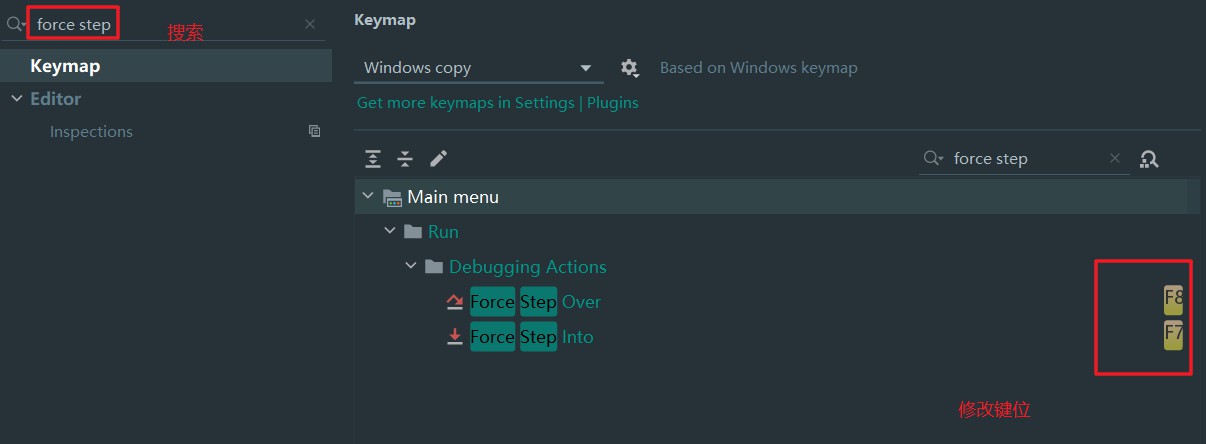 force step
搜索
Keymap
Editor
Inspections
Keymap
Windows copy
Based on Windows keymap
Get more keymaps in Settings | Plugins
force step
Main menu
Run
Debugging Actions
Force Step Over
F8
Force Step Into
F7
修改键位